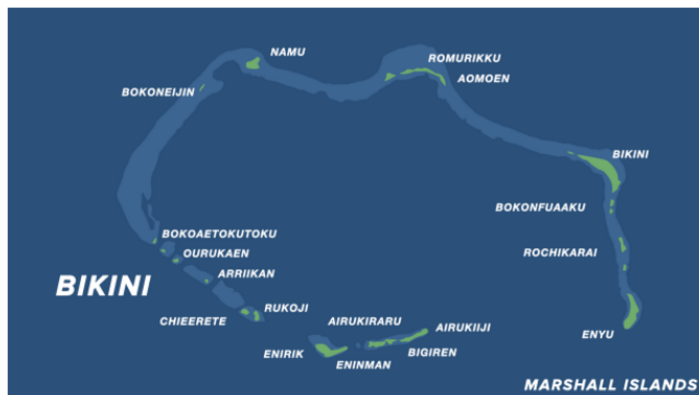 NAMU
ROMURIKKU
AOMOEN
BOKONEIJIN
BIKINI
BOKONFUAAKU
BOKOAETOKUTOKU
OURUKAEN
ROCHIKARAI
ARRIIKAN
BIKINI
RUKOJI
CHIEERETE
AIRUKIRARU
AIRUKIIJI
ENYU
ENIRIK
BIGIREN
ENINMAN
MARSHALL ISLANDS